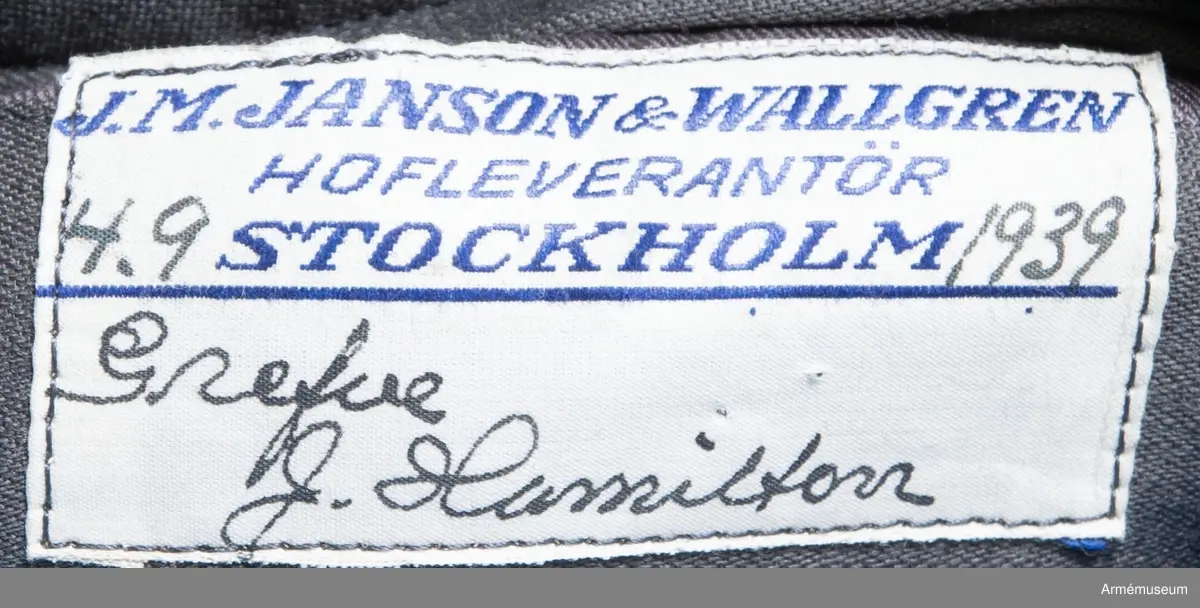 J.M. JANSON & WALLGREN
HOFLEVERANTÖR
4.9 STOCKHOLM 1939
Grefve
J. Hamilton
Armémuseum